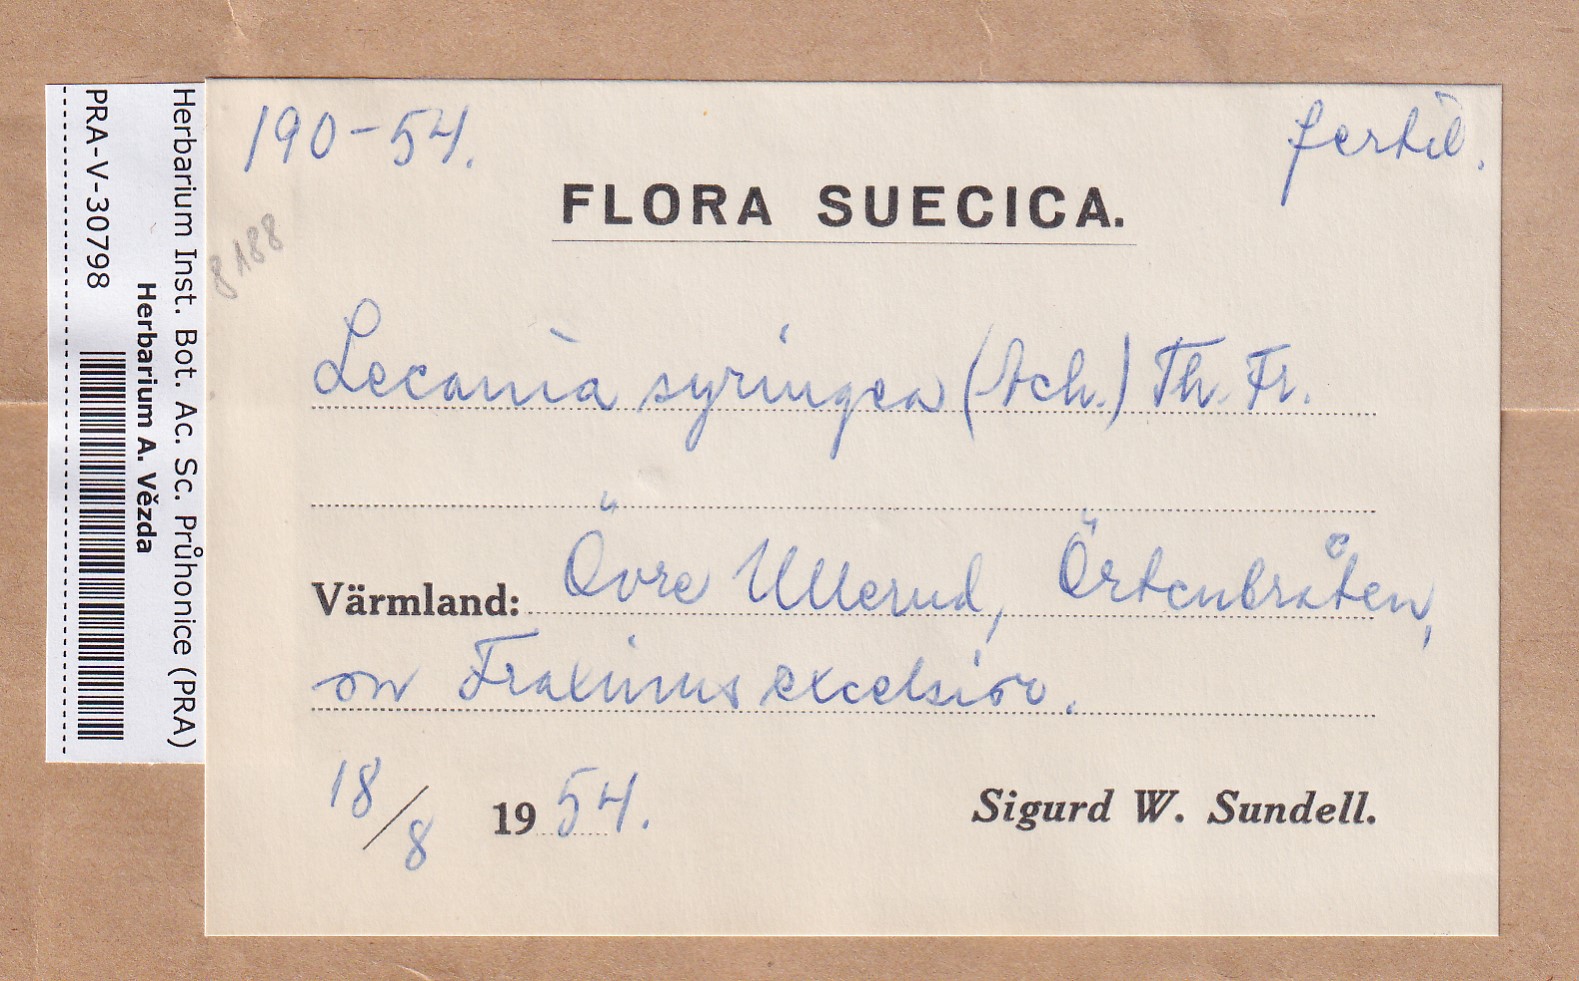 Herbarium Inst. Bot. Ac. Sc. Průhonice (PRA)
Herbarium A. Vězda
PRA-V-30798
190-54.
fertil.
8188
FLORA SUECICA.
Lecania syringea (Ach.) Th. Fr.
Värmland: Övre Ullerud, Örtenbråten,
on Fraxinus excelsior.
18/8 1954.
Sigurd W. Sundell.